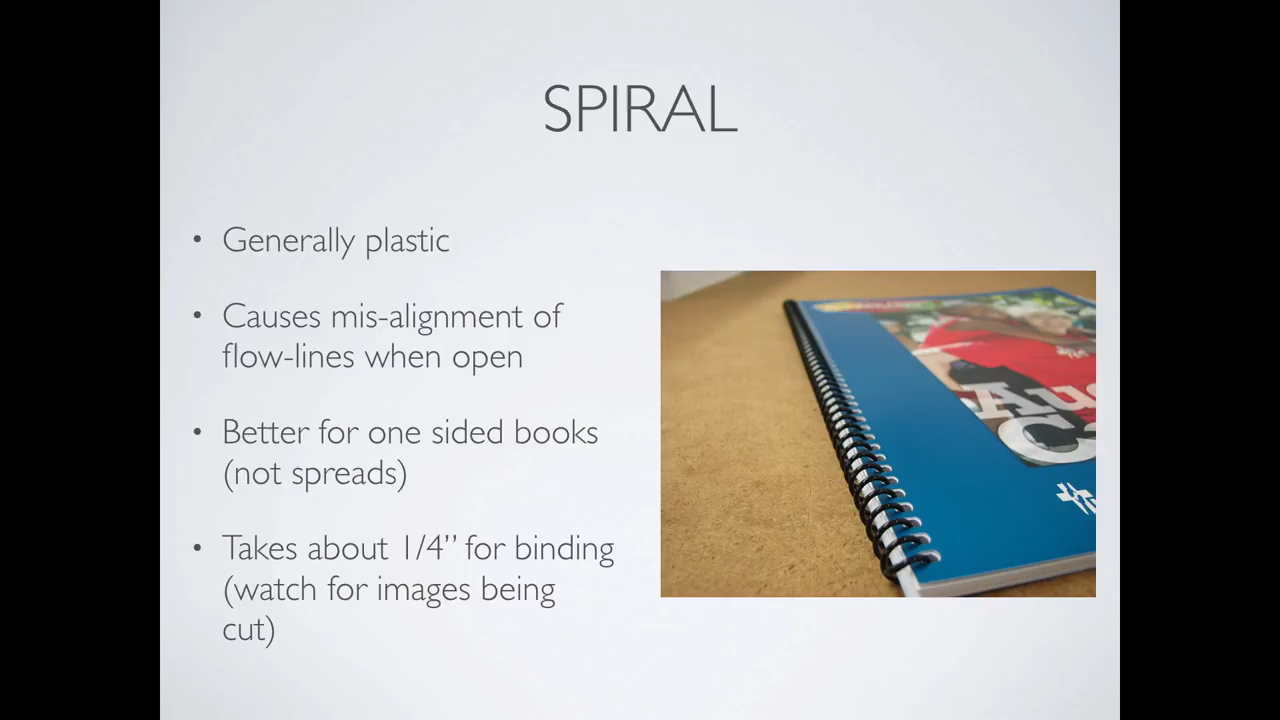 SPIRAL
• Generally plastic
• Causes mis-alignment of
flow-lines when open
• Better for one sided books
(not spreads)
• Takes about 1/4” for binding
(watch for images being
cut)